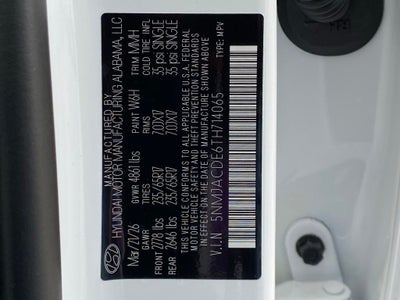 MANUFACTURED BY
HYUNDAI MOTOR MANUFACTURING ALABAMA, LLC
Mar/21/26 GVWR 4861 lbs PAINT W6H TRIM MMH
GAWR TIRES RIMS COLD TIRE INF.
FRONT 2778 lbs 235/65R17 7.0JX17 35 psi SINGLE
REAR 2646 lbs 235/65R17 7.0JX17 35 psi SINGLE
THIS VEHICLE CONFORMS TO ALL APPLICABLE U.S.A. FEDERAL
MOTOR VEHICLE SAFETY AND THEFT PREVENTION STANDARDS
IN EFFECT ON THE DATE OF MANUFACTURE SHOWN ABOVE
V.I.N 5NMJACDE6TH714065
TYPE: MPV